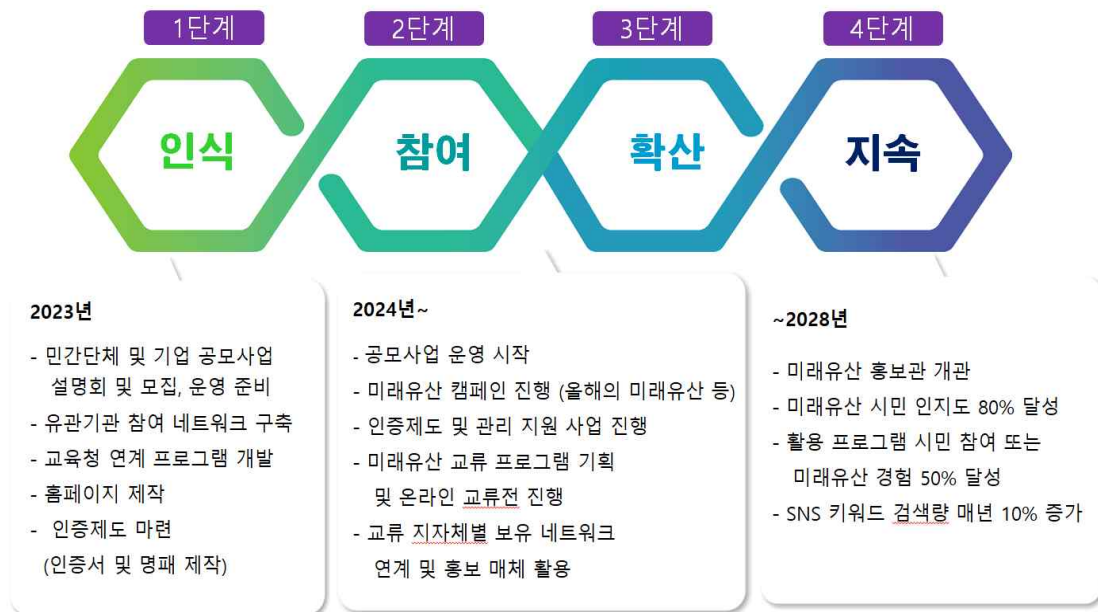 1단계
2단계
3단계
4단계
인식
참여
확산
지속
2023년
- 민간단체 및 기업 공모사업
설명회 및 모집, 운영 준비
- 유관기관 참여 네트워크 구축
- 교육청 연계 프로그램 개발
- 홈페이지 제작
- 인증제도 마련
(인증서 및 명패 제작)
2024년~
- 공모사업 운영 시작
- 미래유산 캠페인 진행 (올해의 미래유산 등)
- 인증제도 및 관리 지원 사업 진행
- 미래유산 교류 프로그램 기획
및 온라인 교류전 진행
- 교류 지자체별 보유 네트워크
연계 및 홍보 매체 활용
~2028년
- 미래유산 홍보관 개관
- 미래유산 시민 인지도 80% 달성
- 활용 프로그램 시민 참여 또는
미래유산 경험 50% 달성
- SNS 키워드 검색량 매년 10% 증가